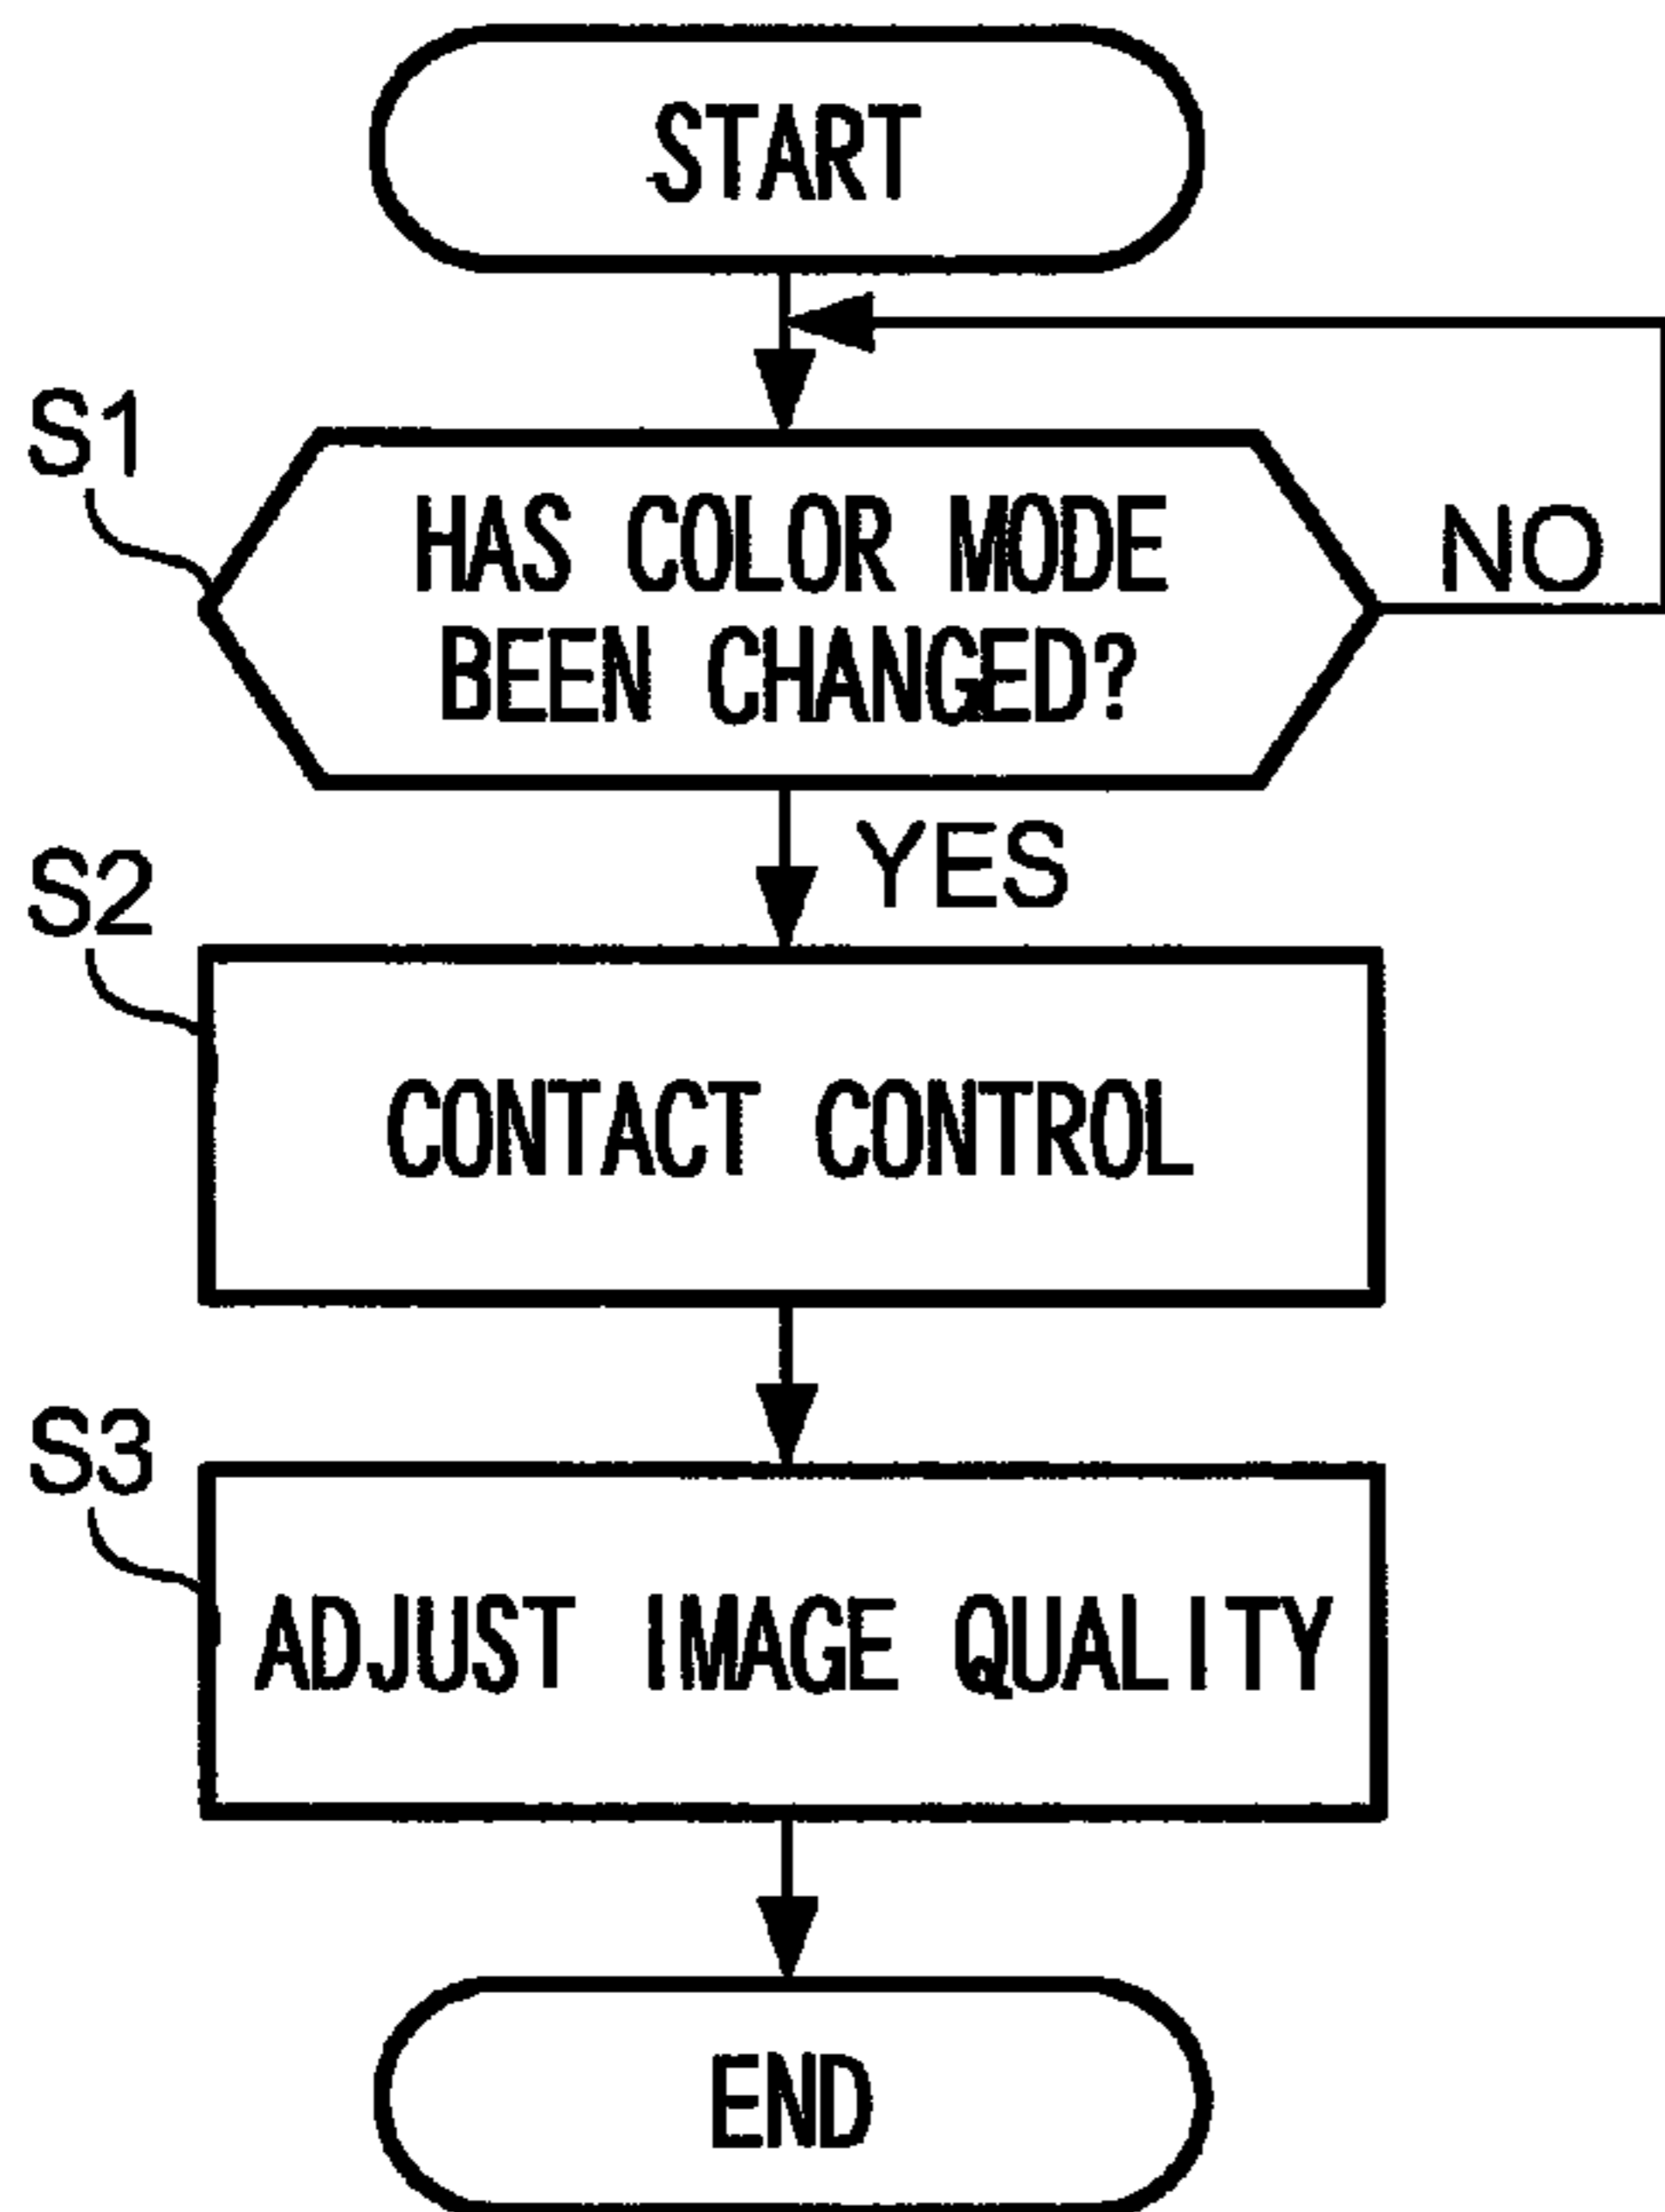 START
S1
HAS COLOR MODE
BEEN CHANGED?
NO
YES
S2
CONTACT CONTROL
S3
ADJUST IMAGE QUALITY
END